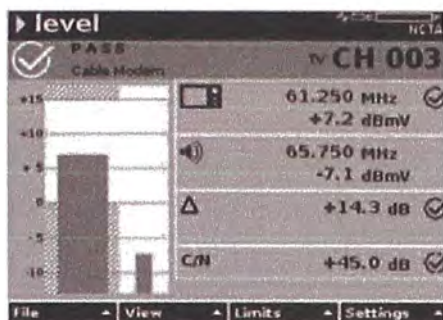 level
NCTA
PASS
Cable Modem
TV CH 003
+15
+10
+5
0
-5
-10
61.250 MHz
+7.2 dBmV
65.750 MHz
-7.1 dBmV
Δ +14.3 dB
C/N +45.0 dB
File View Limits Settings